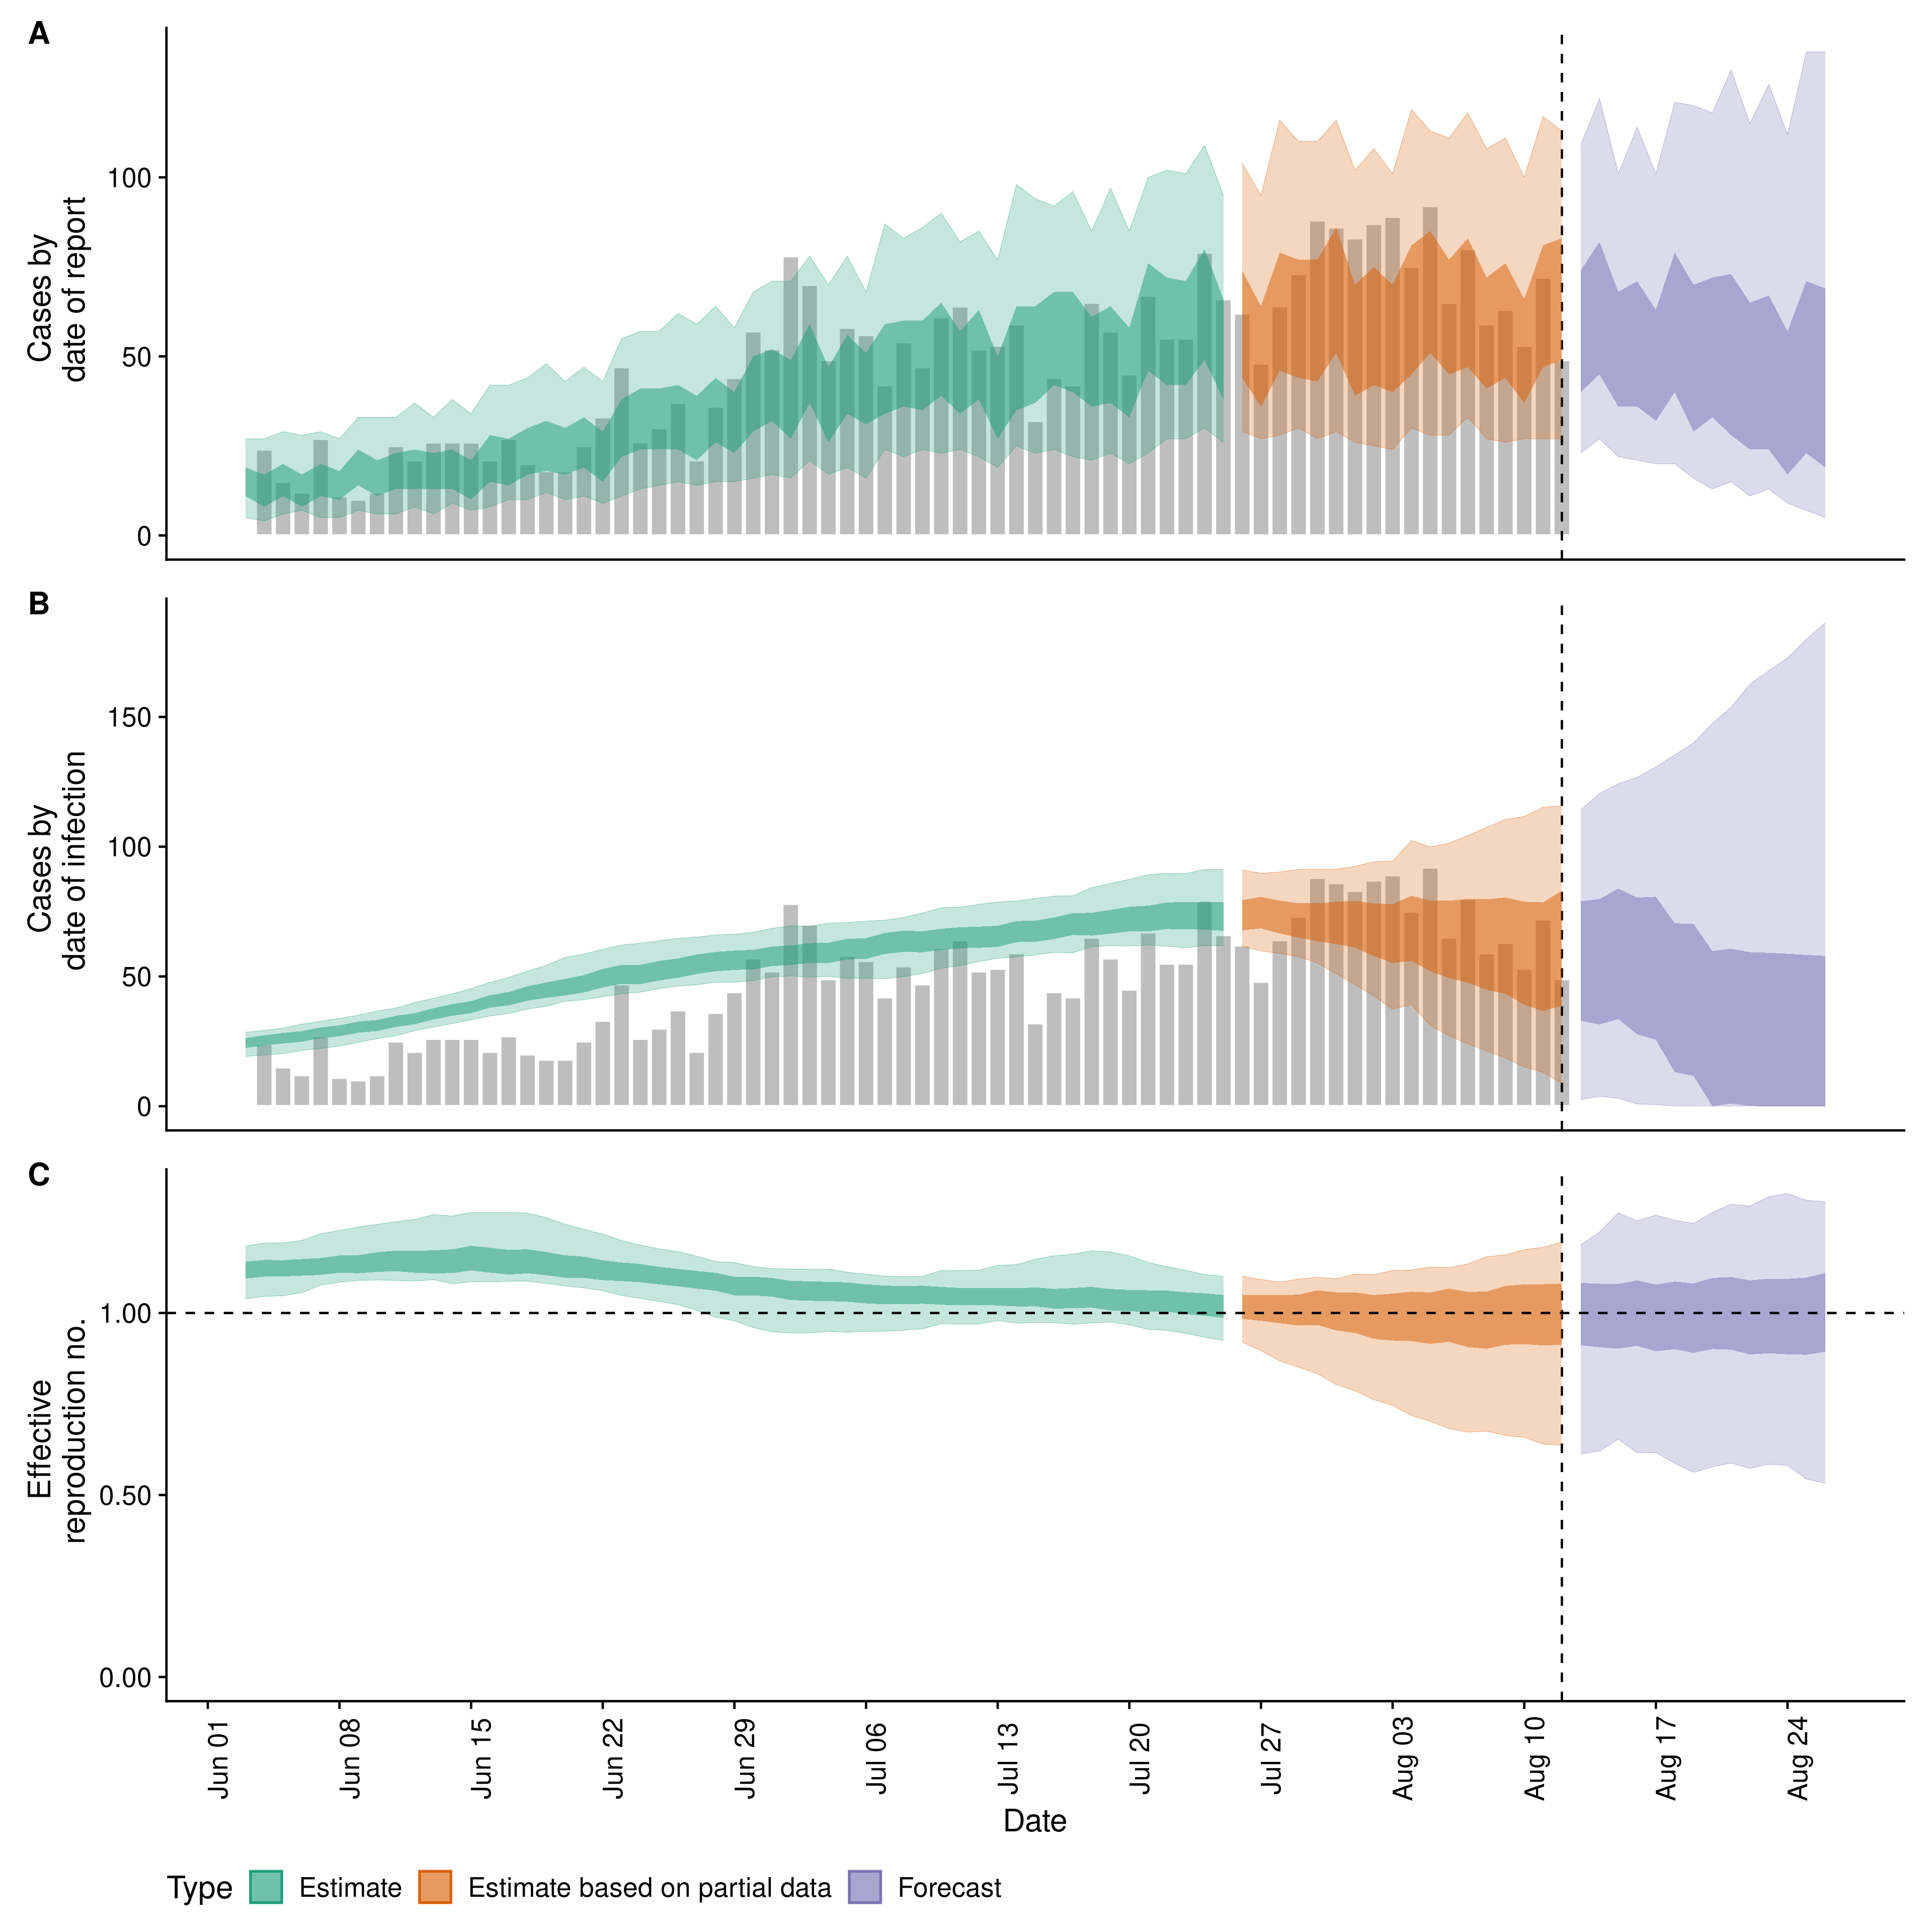 A
Cases by
date of report
100
50
0
B
Cases by
date of infection
150
100
50
0
C
Effective
reproduction no.
1.00
0.50
0.00
Jun 01
Jun 08
Jun 15
Jun 22
Jun 29
Jul 06
Jul 13
Jul 20
Jul 27
Aug 03
Aug 10
Aug 17
Aug 24
Date
Type Estimate Estimate based on partial data Forecast